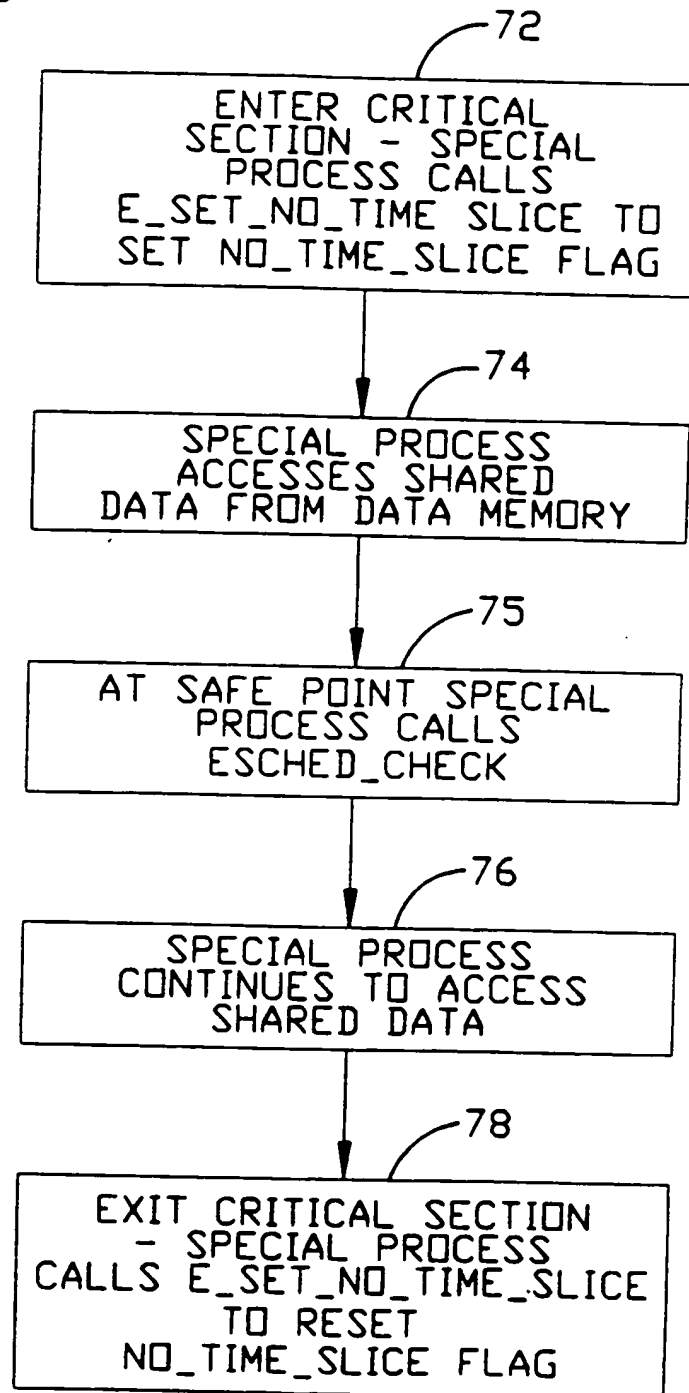 72
ENTER CRITICAL
SECTION - SPECIAL
PROCESS CALLS
E_SET_NO_TIME SLICE TO
SET NO_TIME_SLICE FLAG
74
SPECIAL PROCESS
ACCESSES SHARED
DATA FROM DATA MEMORY
75
AT SAFE POINT SPECIAL
PROCESS CALLS
ESCHED_CHECK
76
SPECIAL PROCESS
CONTINUES TO ACCESS
SHARED DATA
78
EXIT CRITICAL SECTION
- SPECIAL PROCESS
CALLS E_SET_NO_TIME_SLICE
TO RESET
NO_TIME_SLICE FLAG